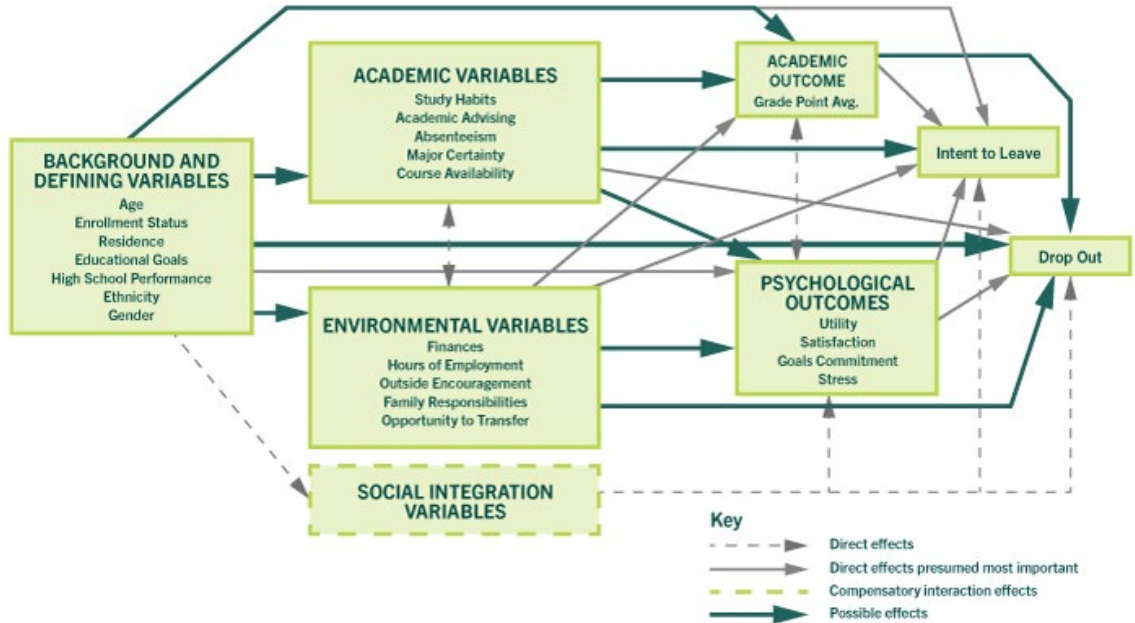 ACADEMIC VARIABLES
Study Habits
Academic Advising
Absenteeism
Major Certainty
Course Availability
ACADEMIC
OUTCOME
Grade Point Avg.
Intent to Leave
BACKGROUND AND
DEFINING VARIABLES
Age
Enrollment Status
Residence
Educational Goals
High School Performance
Ethnicity
Gender
Drop Out
PSYCHOLOGICAL
OUTCOMES
Utility
Satisfaction
Goals Commitment
Stress
ENVIRONMENTAL VARIABLES
Finances
Hours of Employment
Outside Encouragement
Family Responsibilities
Opportunity to Transfer
SOCIAL INTEGRATION
VARIABLES
Key
Direct effects
Direct effects presumed most important
Compensatory interaction effects
Possible effects